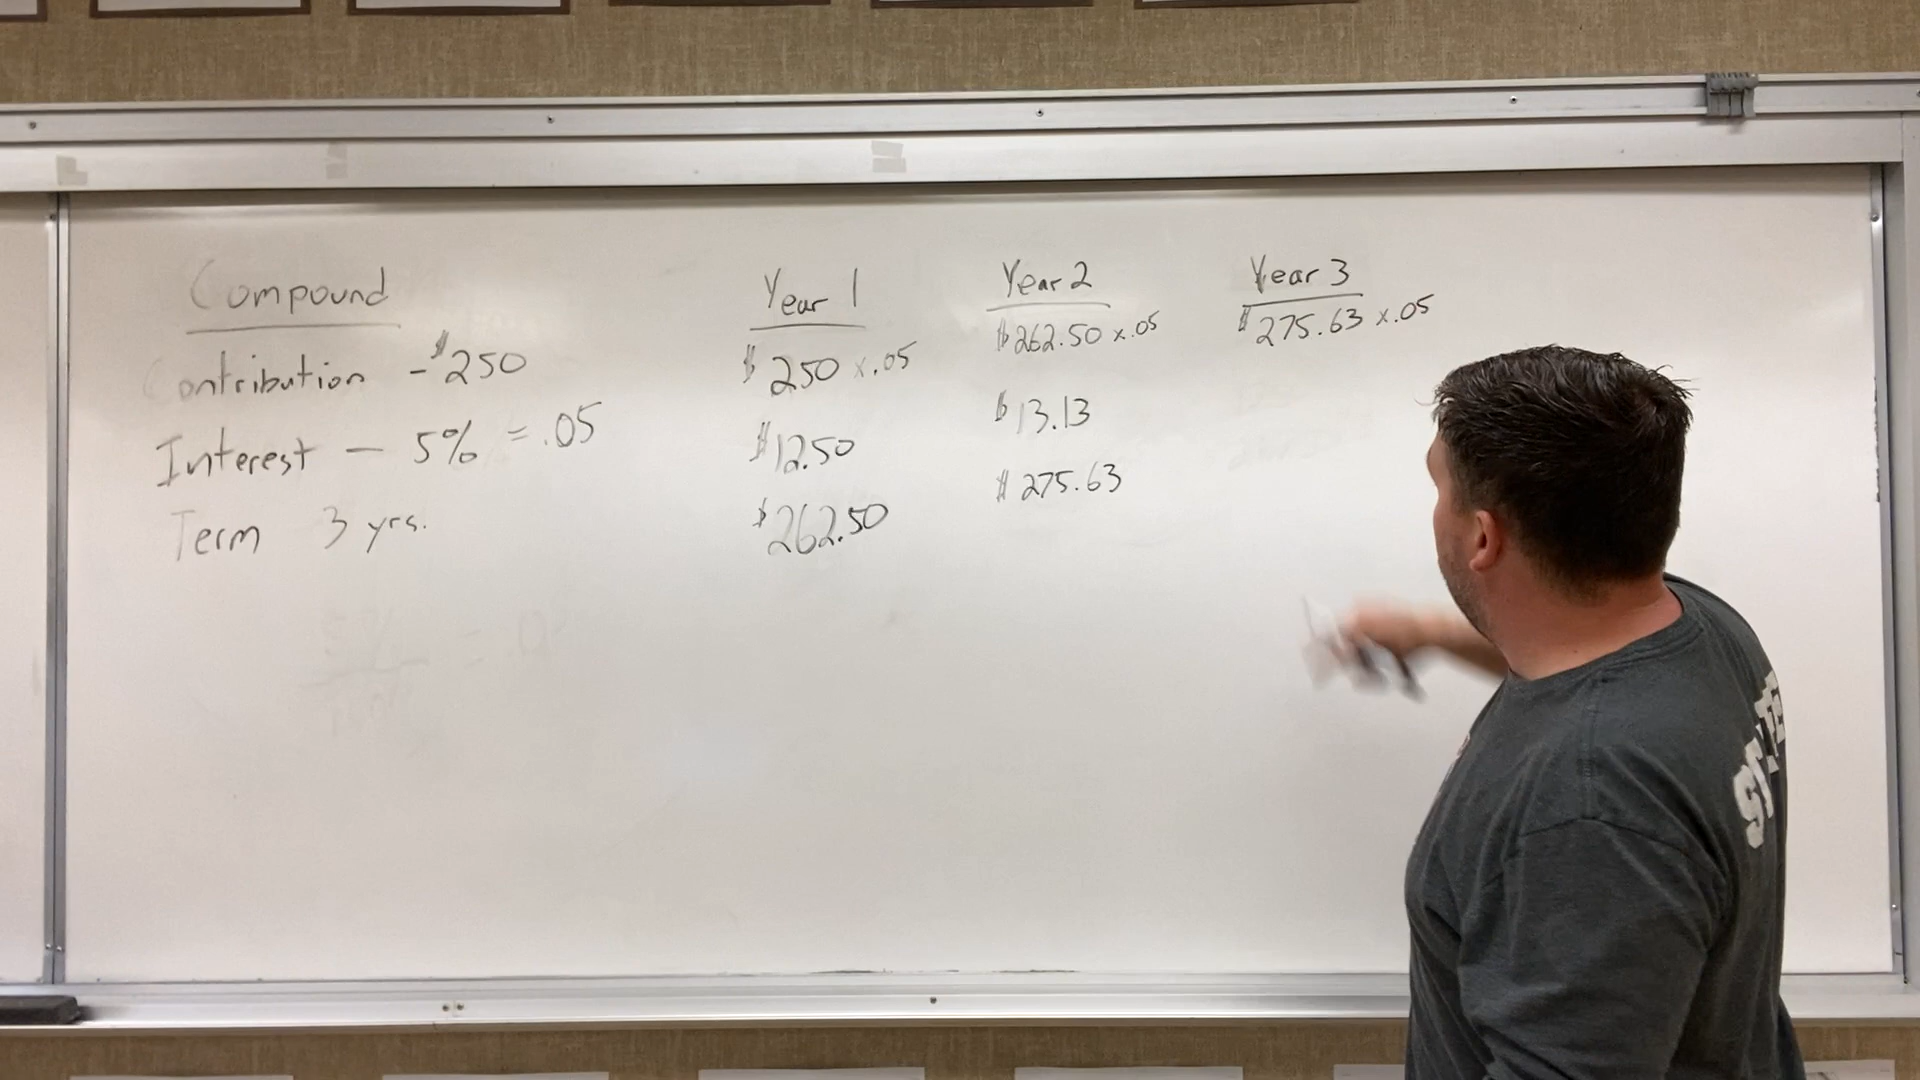 Compound
Contribution - $250
Interest - 5% = .05
Term 3 yrs.
Year 1
$250 x .05
$12.50
$262.50
Year 2
$262.50 x .05
$13.13
$275.63
Year 3
$275.63 x .05